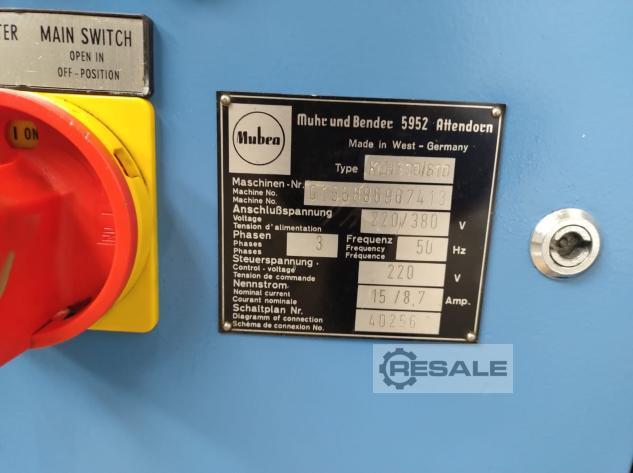 TER MAIN SWITCH
OPEN IN
OFF-POSITION
I ON
Mubea
Muhr und Bender 5952 Attendorn
Made in West - Germany
Type
Maschinen-Nr.
Machine No.
Machine No.
Anschlußspannung 220/380 V
Voltage
Tension d'alimentation
Phasen 3 Frequenz 50 Hz
Phases Frequency
Phases Fréquence
Steuerspannung 220 V
Control - voltage
Tension de commande
Nennstrom 15/8,7 Amp.
Nominal current
Courant nominale
Schaltplan Nr. 40256
Diagramm of connection
Schéma de connexion No.
RESALE